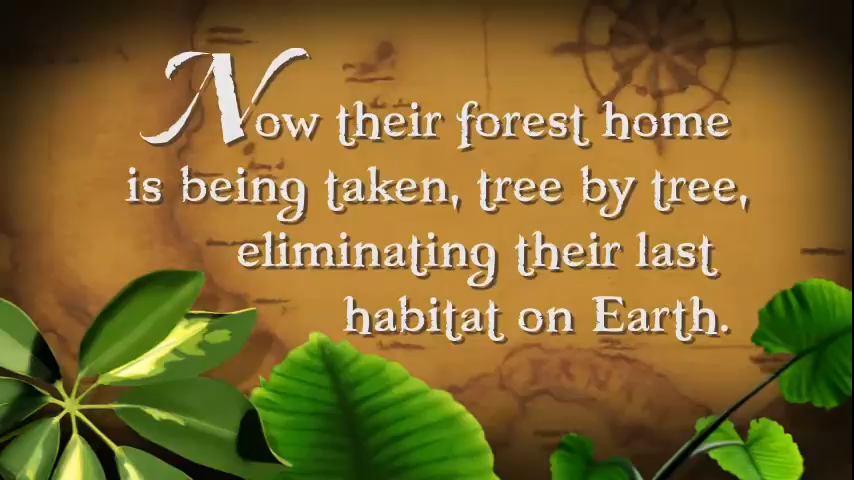 Now their forest home
is being taken, tree by tree,
eliminating their last
habitat on Earth.